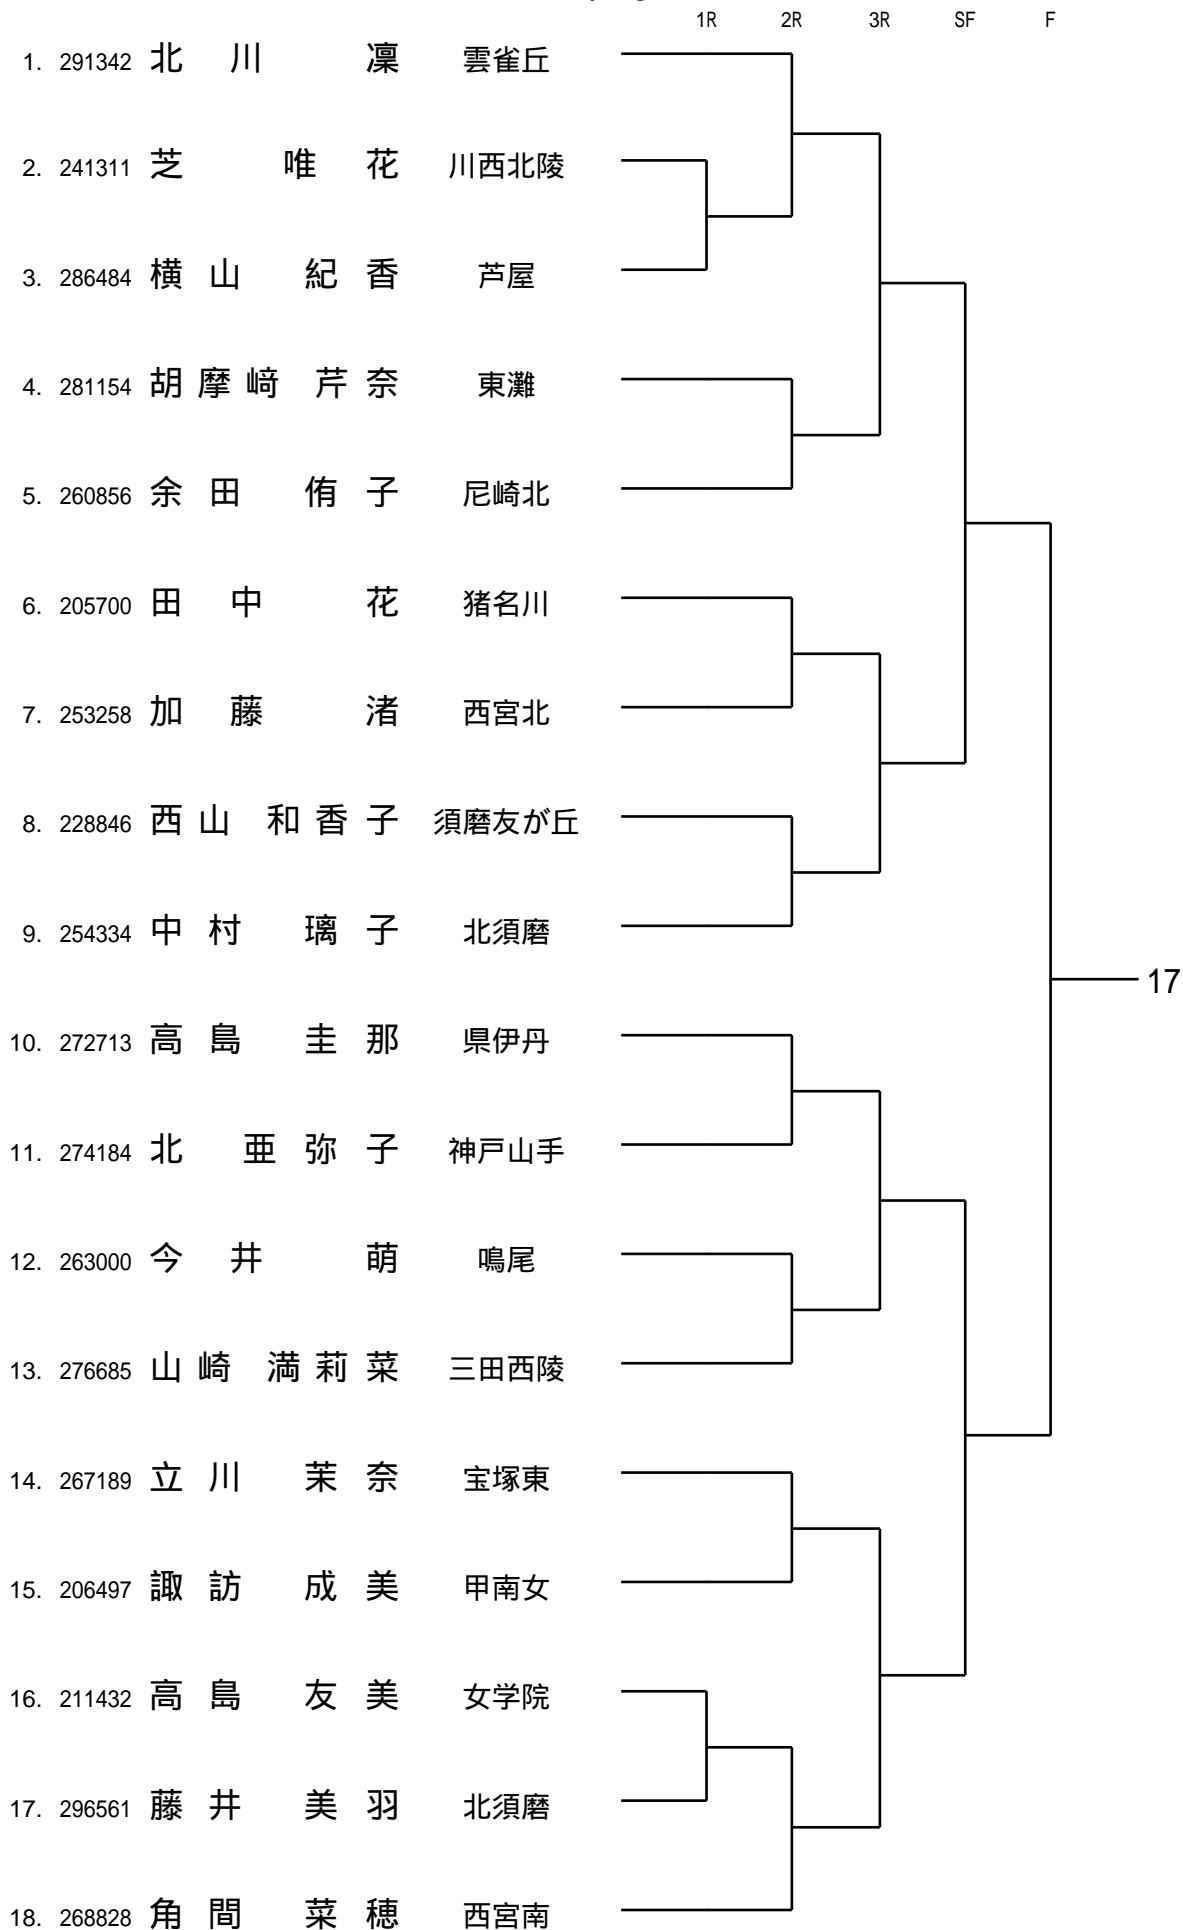 1R 2R 3R SF F
1. 291342 北川 凜 雲雀丘
2. 241311 芝 唯花 川西北陵
3. 286484 横山 紀香 芦屋
4. 281154 胡摩﨑 芹奈 東灘
5. 260856 余田 侑子 尼崎北
6. 205700 田中 花 猪名川
7. 253258 加藤 渚 西宮北
8. 228846 西山 和香子 須磨友が丘
9. 254334 中村 璃子 北須磨
17
10. 272713 高島 圭那 県伊丹
11. 274184 北 亜弥子 神戸山手
12. 263000 今井 萌 鳴尾
13. 276685 山崎 満莉菜 三田西陵
14. 267189 立川 茉奈 宝塚東
15. 206497 諏訪 成美 甲南女
16. 211432 高島 友美 女学院
17. 296561 藤井 美羽 北須磨
18. 268828 角間 菜穂 西宮南